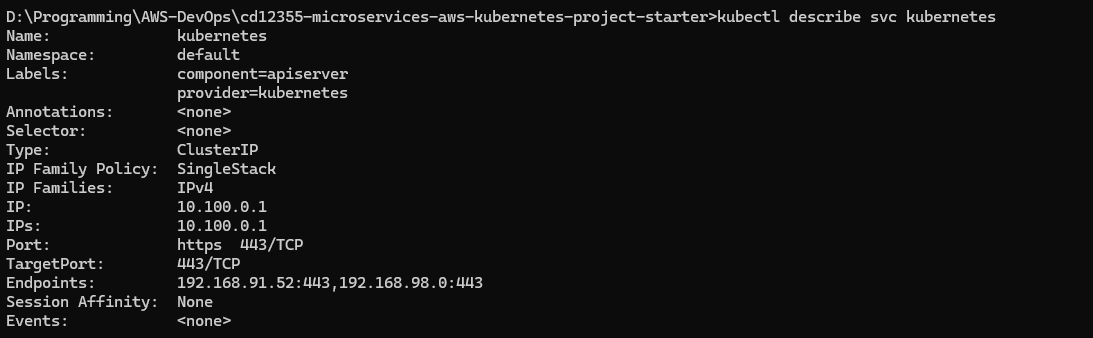 D:\Programming\AWS-DevOps\cd12355-microservices-aws-kubernetes-project-starter>kubectl describe svc kubernetes
Name:              kubernetes
Namespace:         default
Labels:            component=apiserver
                   provider=kubernetes
Annotations:       <none>
Selector:          <none>
Type:              ClusterIP
IP Family Policy:  SingleStack
IP Families:       IPv4
IP:                10.100.0.1
IPs:               10.100.0.1
Port:              https  443/TCP
TargetPort:        443/TCP
Endpoints:         192.168.91.52:443,192.168.98.0:443
Session Affinity:  None
Events:            <none>